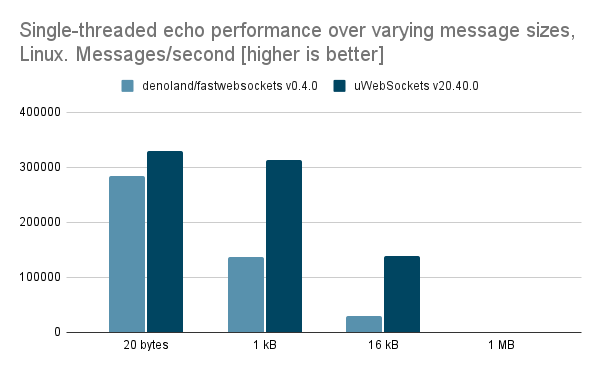 Single-threaded echo performance over varying message sizes,
Linux. Messages/second [higher is better]
denoland/fastwebsockets v0.4.0 uWebSockets v20.40.0
400000
300000
200000
100000
0
20 bytes 1 kB 16 kB 1 MB